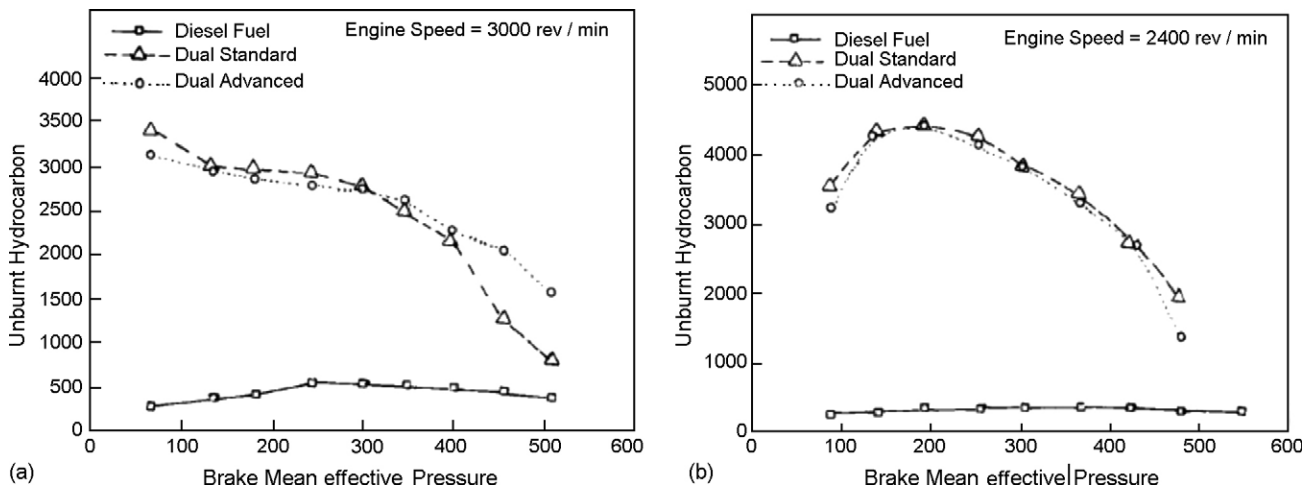 Diesel Fuel
Dual Standard
Dual Advanced
Engine Speed = 3000 rev / min
4000
3500
3000
2500
2000
1500
1000
500
0
Unburnt Hydrocarbon
0 100 200 300 400 500 600
Brake Mean effective Pressure
(a)
Diesel Fuel
Dual Standard
Dual Advanced
Engine Speed = 2400 rev / min
5000
4000
3000
2000
1000
0
Unburnt Hydrocarbon
0 100 200 300 400 500 600
Brake Mean effective Pressure
(b)